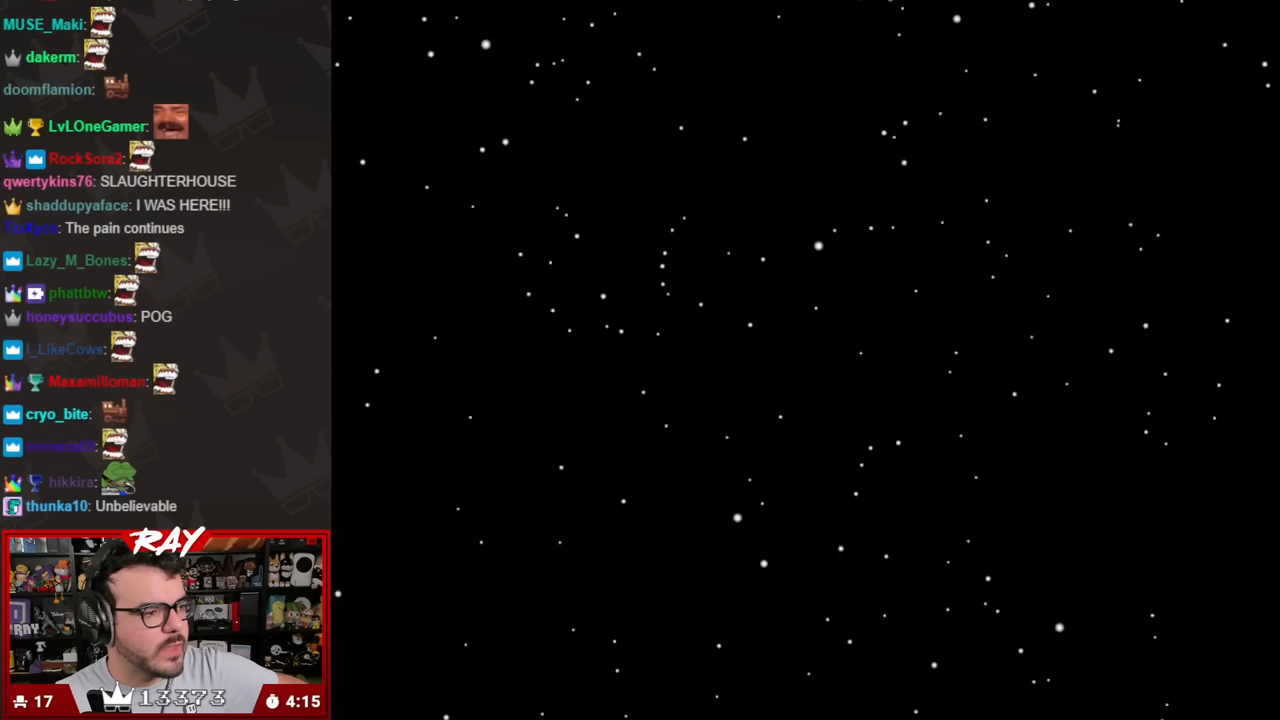 MUSE_Maki:
dakerm:
doomflamion:
LvLOneGamer:
RockSora2:
qwertykins76: SLAUGHTERHOUSE
shaddupyaface: I WAS HERE!!!
The pain continues
Lazy_M_Bones:
phattbtw:
honeysuccubus: POG
I_LikeCows:
Maxamilloman:
cryo_bite:
hikkira:
thunka10: Unbelievable
RAY
17
13373
4:15